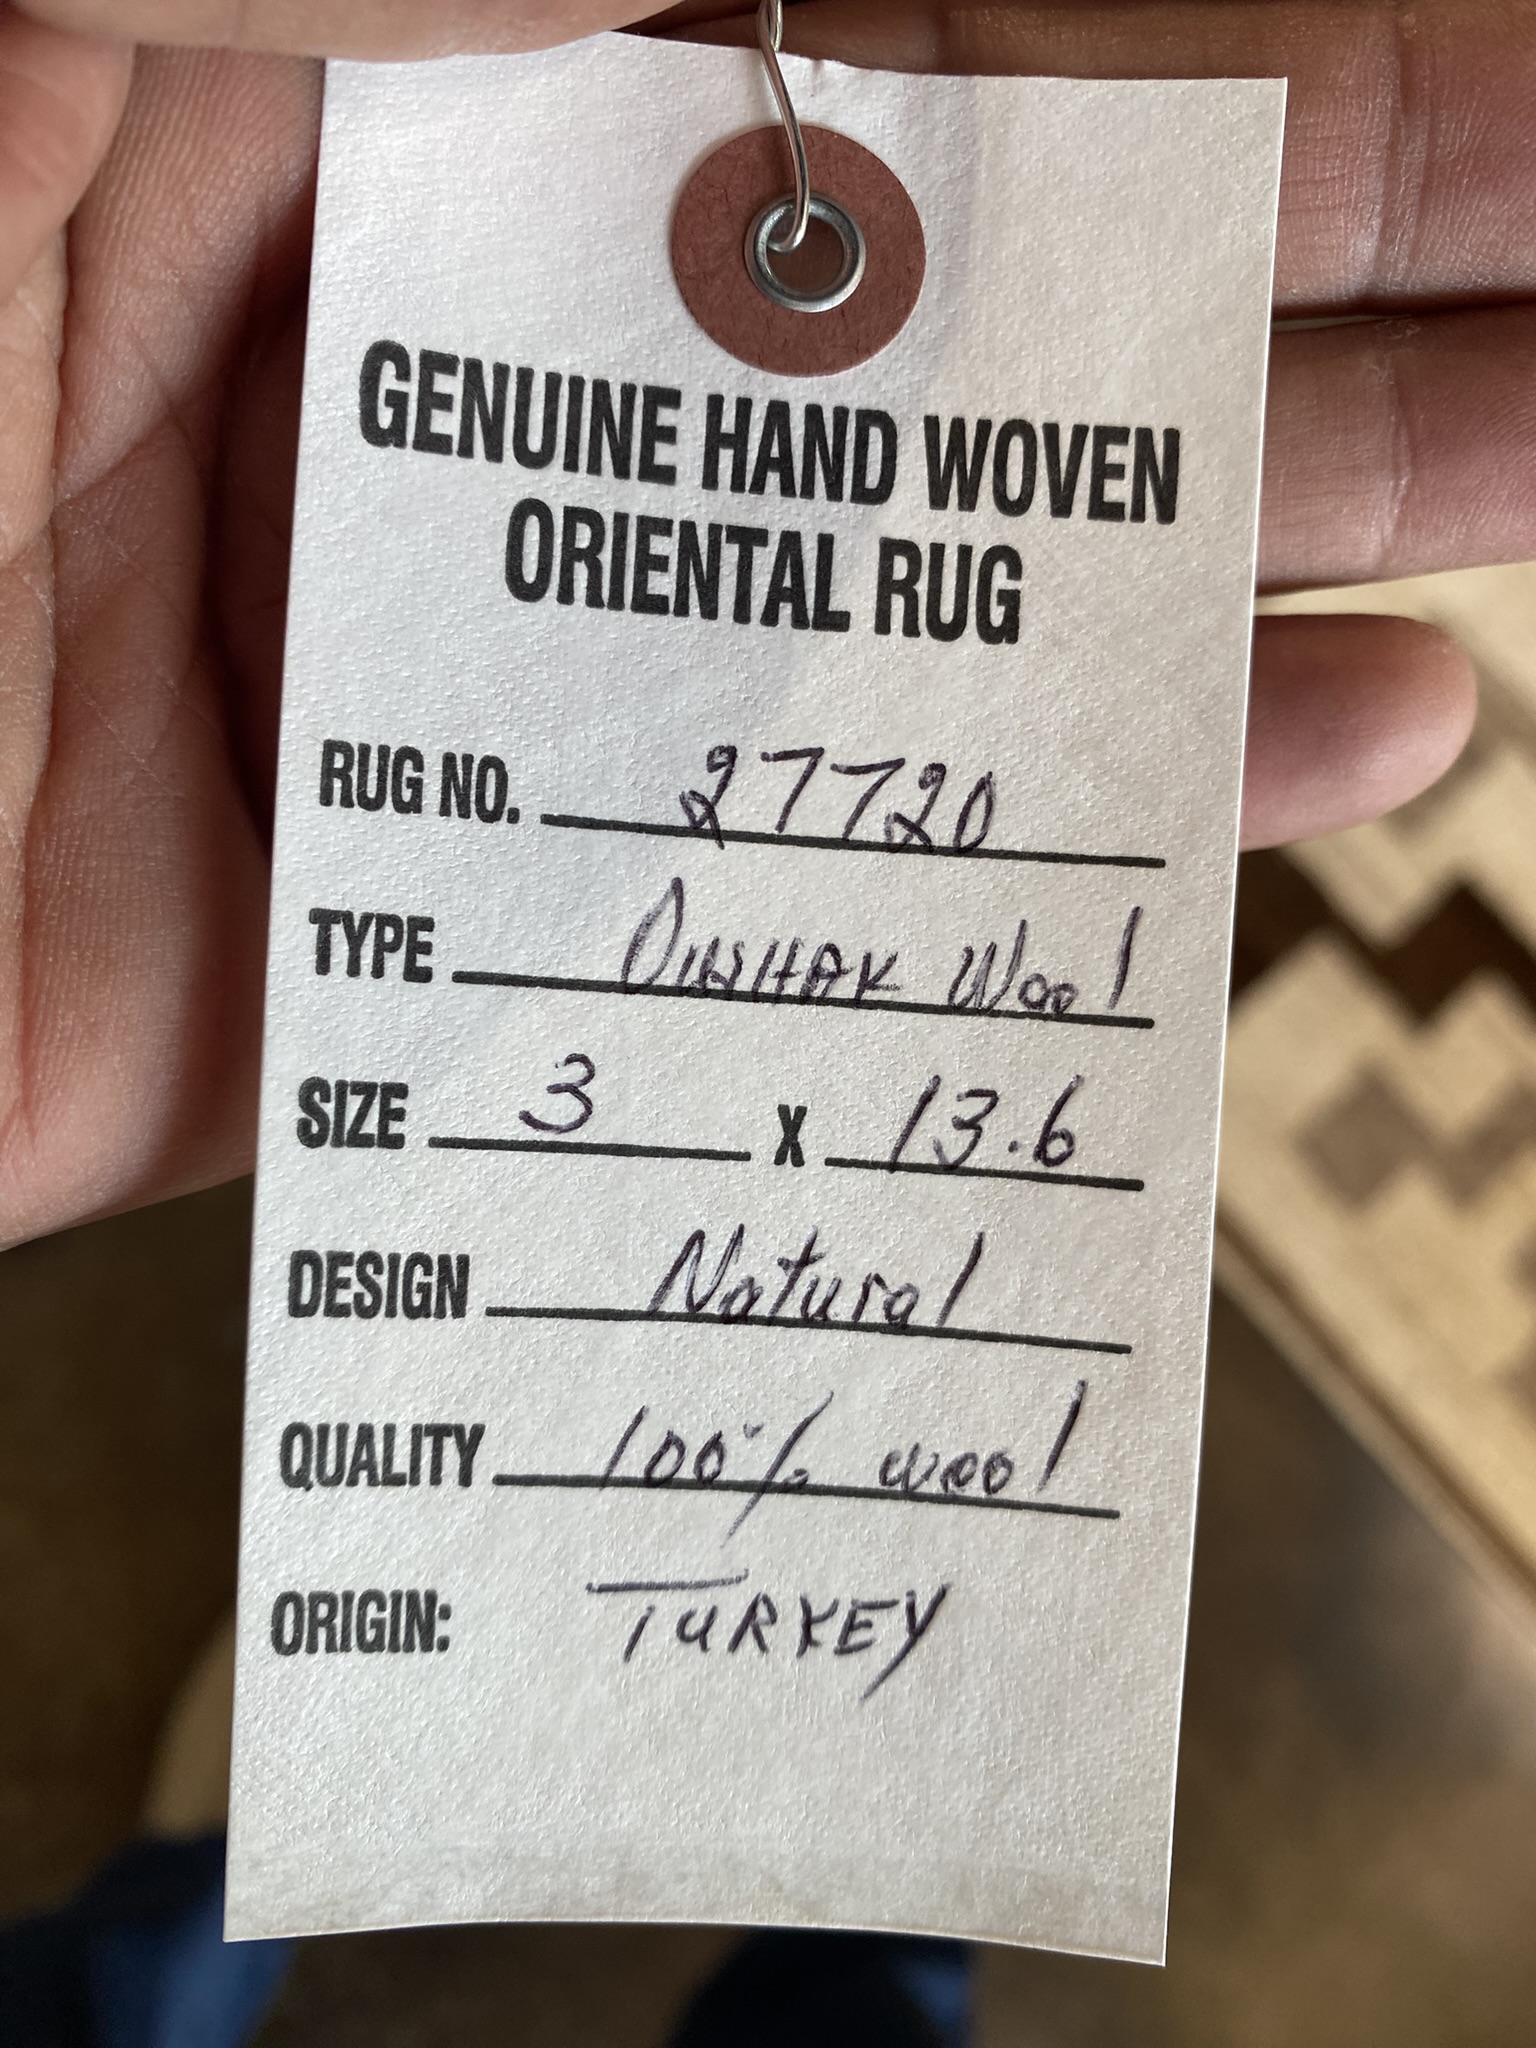 GENUINE HAND WOVEN
ORIENTAL RUG
RUG NO. 27720
TYPE OUSHAK Wool
SIZE 3 X 13.6
DESIGN Natural
QUALITY 100% wool
ORIGIN: TURKEY